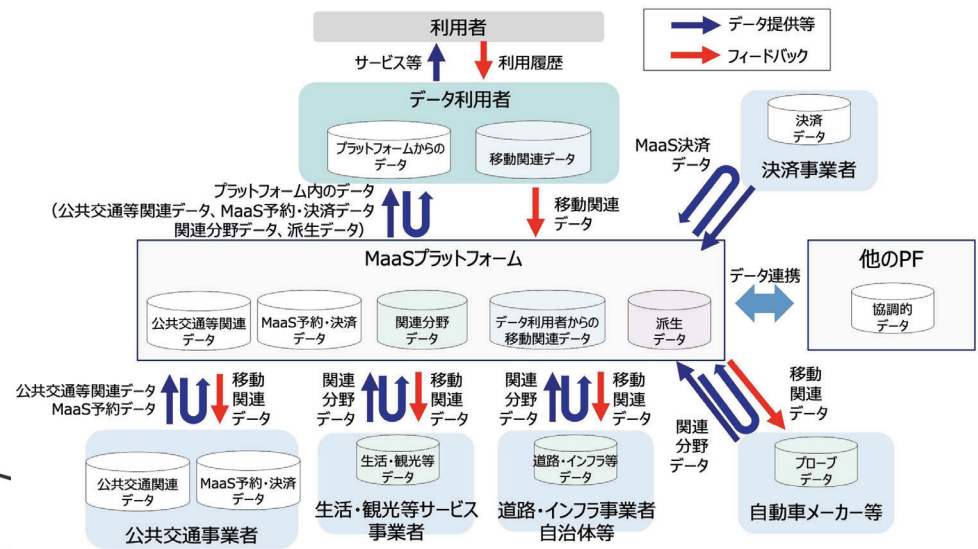 利用者
データ提供等
フィードバック
サービス等
利用履歴
データ利用者
プラットフォームからの
データ
移動関連データ
決済
データ
決済事業者
MaaS決済
データ
プラットフォーム内のデータ
(公共交通等関連データ、MaaS予約・決済データ
関連分野データ、派生データ)
移動関連
データ
MaaSプラットフォーム
公共交通等関連
データ
MaaS予約・決済
データ
関連分野
データ
データ利用者からの
移動関連データ
派生
データ
データ連携
他のPF
協調的
データ
公共交通等関連データ
MaaS予約データ
移動
関連
データ
関連
分野
データ
移動
関連
データ
関連
分野
データ
移動
関連
データ
関連
分野
データ
移動
関連
データ
公共交通関連
データ
MaaS予約・決済
データ
公共交通事業者
生活・観光等
データ
生活・観光等サービス
事業者
道路・インフラ等
データ
道路・インフラ事業者
自治体等
プローブ
データ
自動車メーカー等